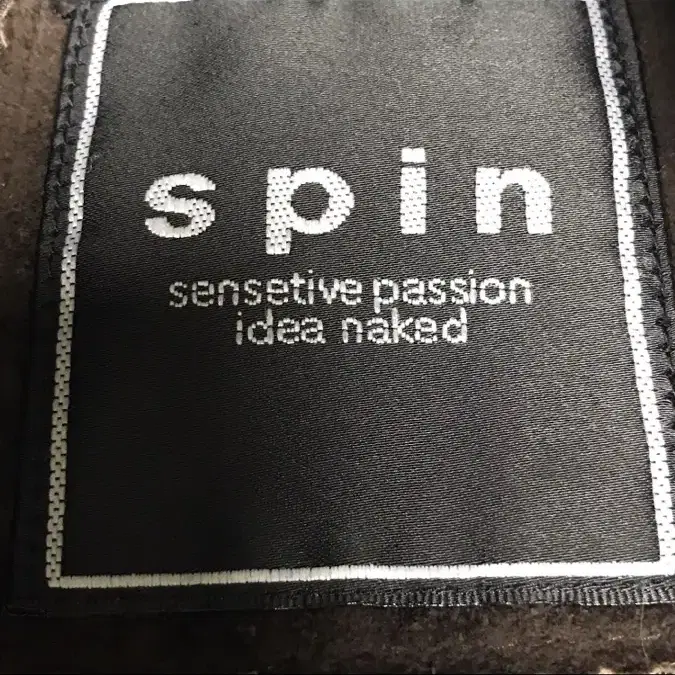 spin
sensetive passion
idea naked